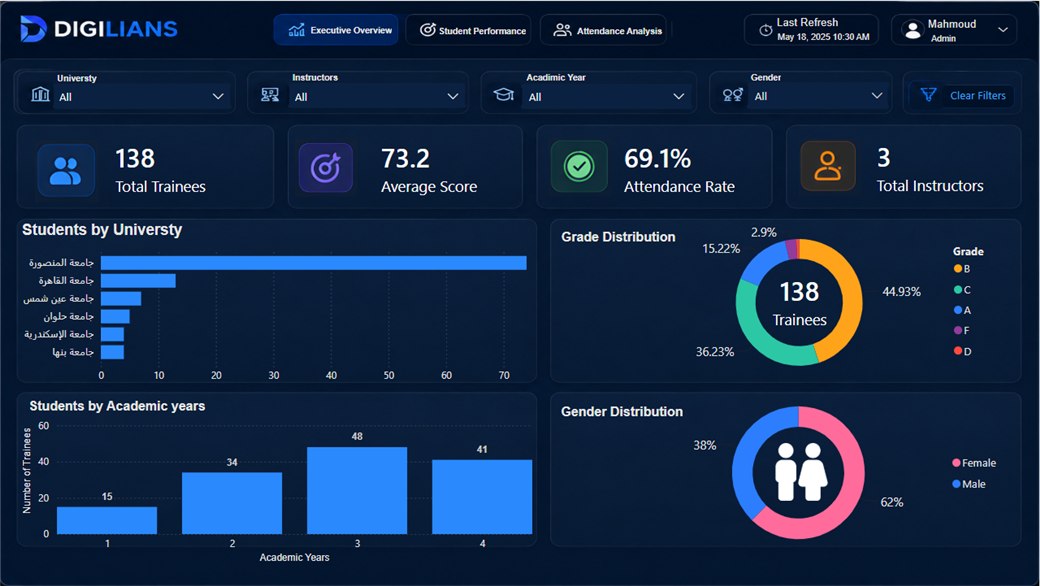 DIGILIANS
Executive Overview
Student Performance
Attendance Analysis
Last Refresh
May 18, 2025 10:30 AM
Mahmoud
Admin
Universty
All
Instructors
All
Acadimic Year
All
Gender
All
Clear Filters
138
Total Trainees
73.2
Average Score
69.1%
Attendance Rate
3
Total Instructors
Students by Universty
جامعة المنصورة
جامعة القاهرة
جامعة عين شمس
جامعة حلوان
جامعة الإسكندرية
جامعة بنها
0 10 20 30 40 50 60 70
Grade Distribution
2.9%
15.22%
44.93%
36.23%
138
Trainees
Grade
B
C
A
F
D
Students by Academic years
Number of Trainees
60
40
20
0
15
34
48
41
1 2 3 4
Academic Years
Gender Distribution
38%
62%
Female
Male